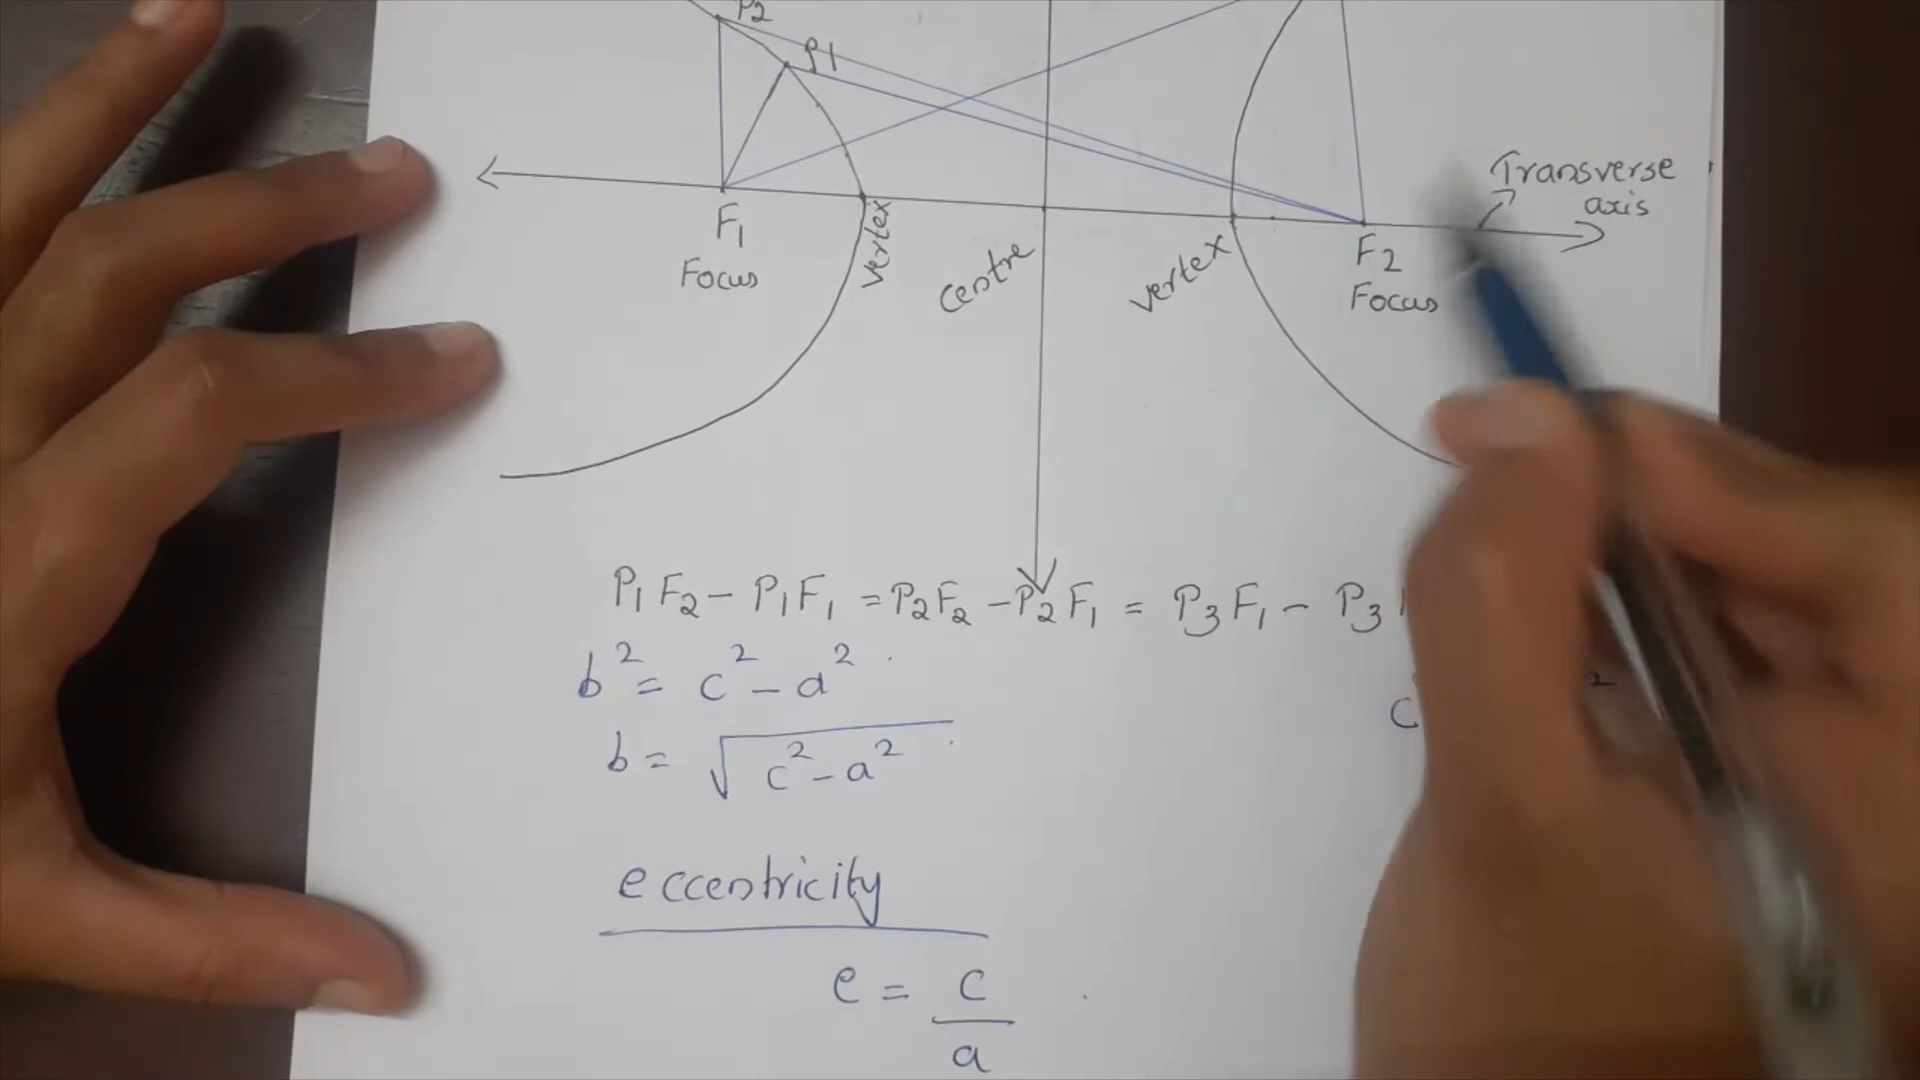 P2
P1
Transverse
axis
F₁
Focus
vertex
centre
vertex
F2
Focus
P₁F₂ - P₁F₁ = P₂F₂ - P₂F₁ = P₃F₁ - P₃
b² = c² - a²
c 2
b = √c² - a²
eccentricity
e = c
a